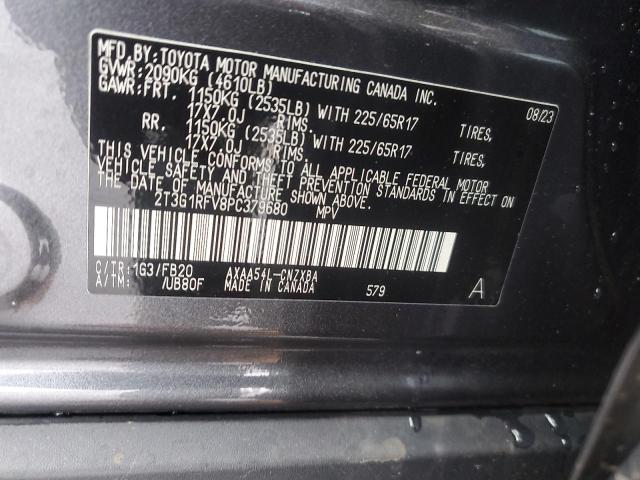 MFD.BY:TOYOTA MOTOR MANUFACTURING CANADA INC.
GVWR:2090KG (4610LB) 08/23
GAWR:FRT. 1150KG (2535LB) WITH 225/65R17 TIRES,
17X7.0J RIMS.
RR. 1150KG (2535LB) WITH 225/65R17 TIRES,
17X7.0J RIMS.
THIS VEHICLE CONFORMS TO ALL APPLICABLE FEDERAL MOTOR
VEHICLE SAFETY AND THEFT PREVENTION STANDARDS IN EFFECT ON
THE DATE OF MANUFACTURE SHOWN ABOVE.
2T3G1RFV8PC379680 MPV
C/TR:1G3/FB20 AXAA54L-CNZXBA
A/TM: /UB80F MADE IN CANADA 579 A